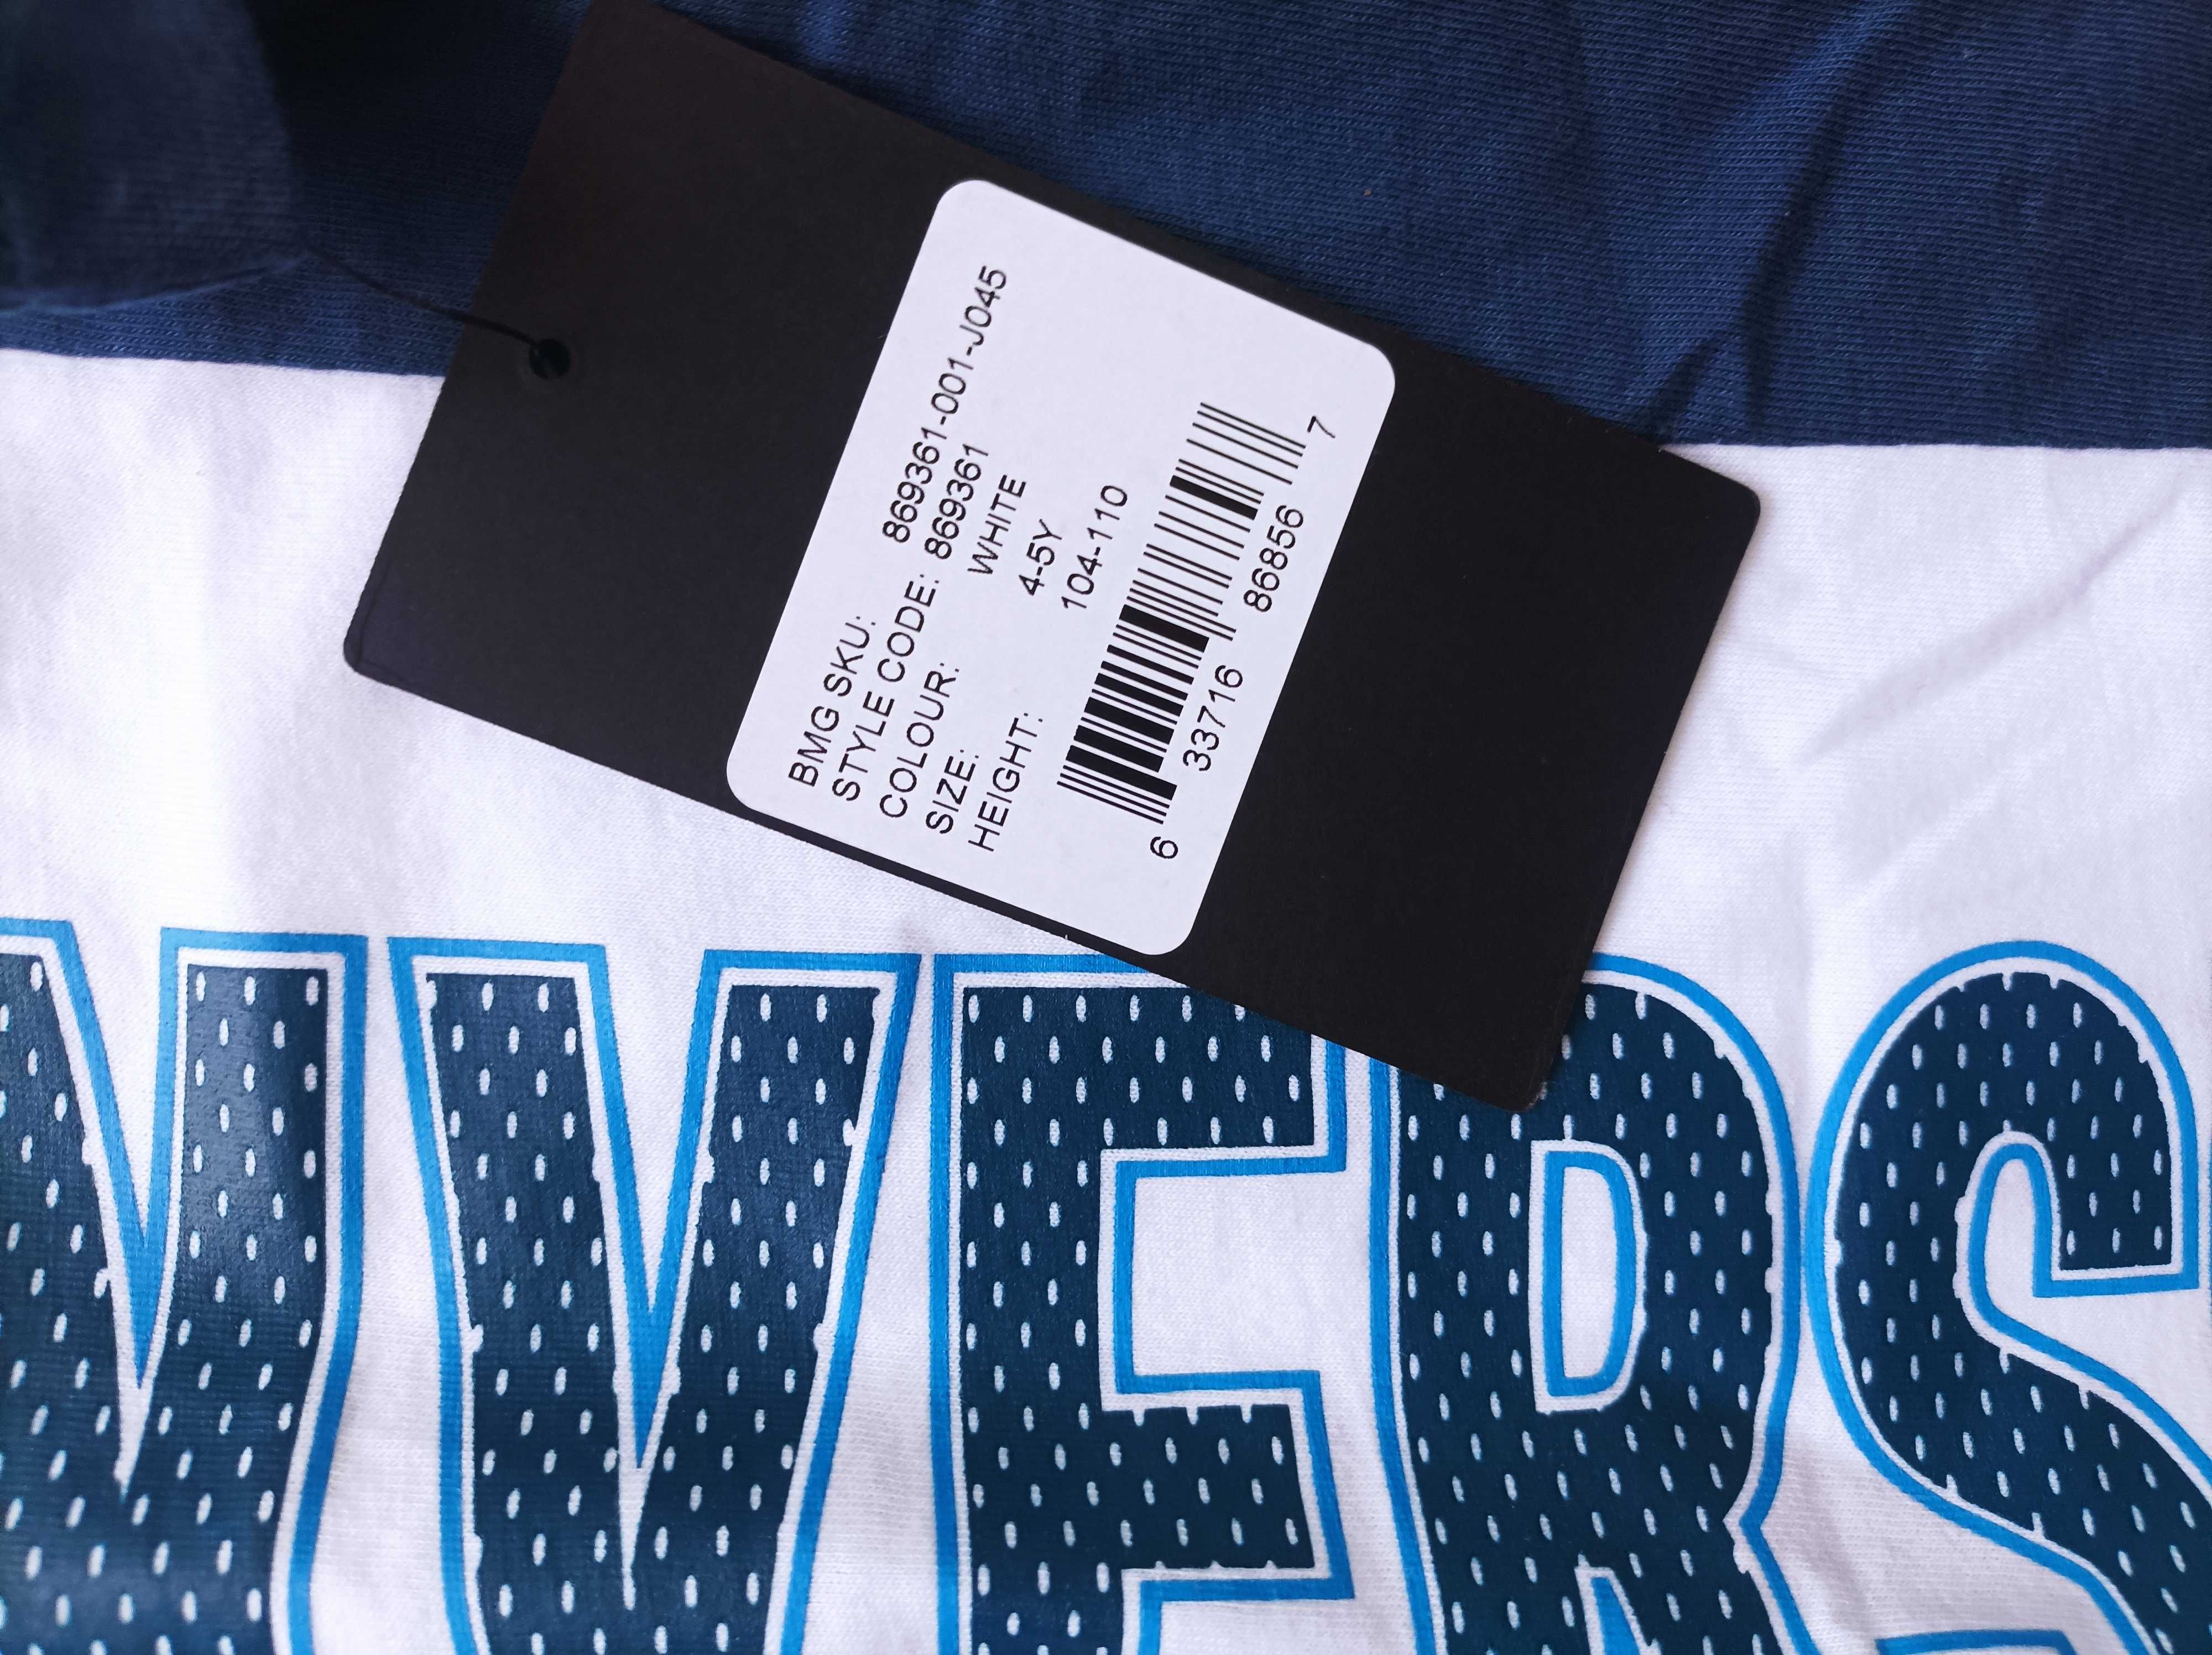 BMG SKU: 869361-001-J045
STYLE CODE: 869361
COLOUR: WHITE
SIZE: 4-5Y
HEIGHT: 104-110
6 33716 86856 7